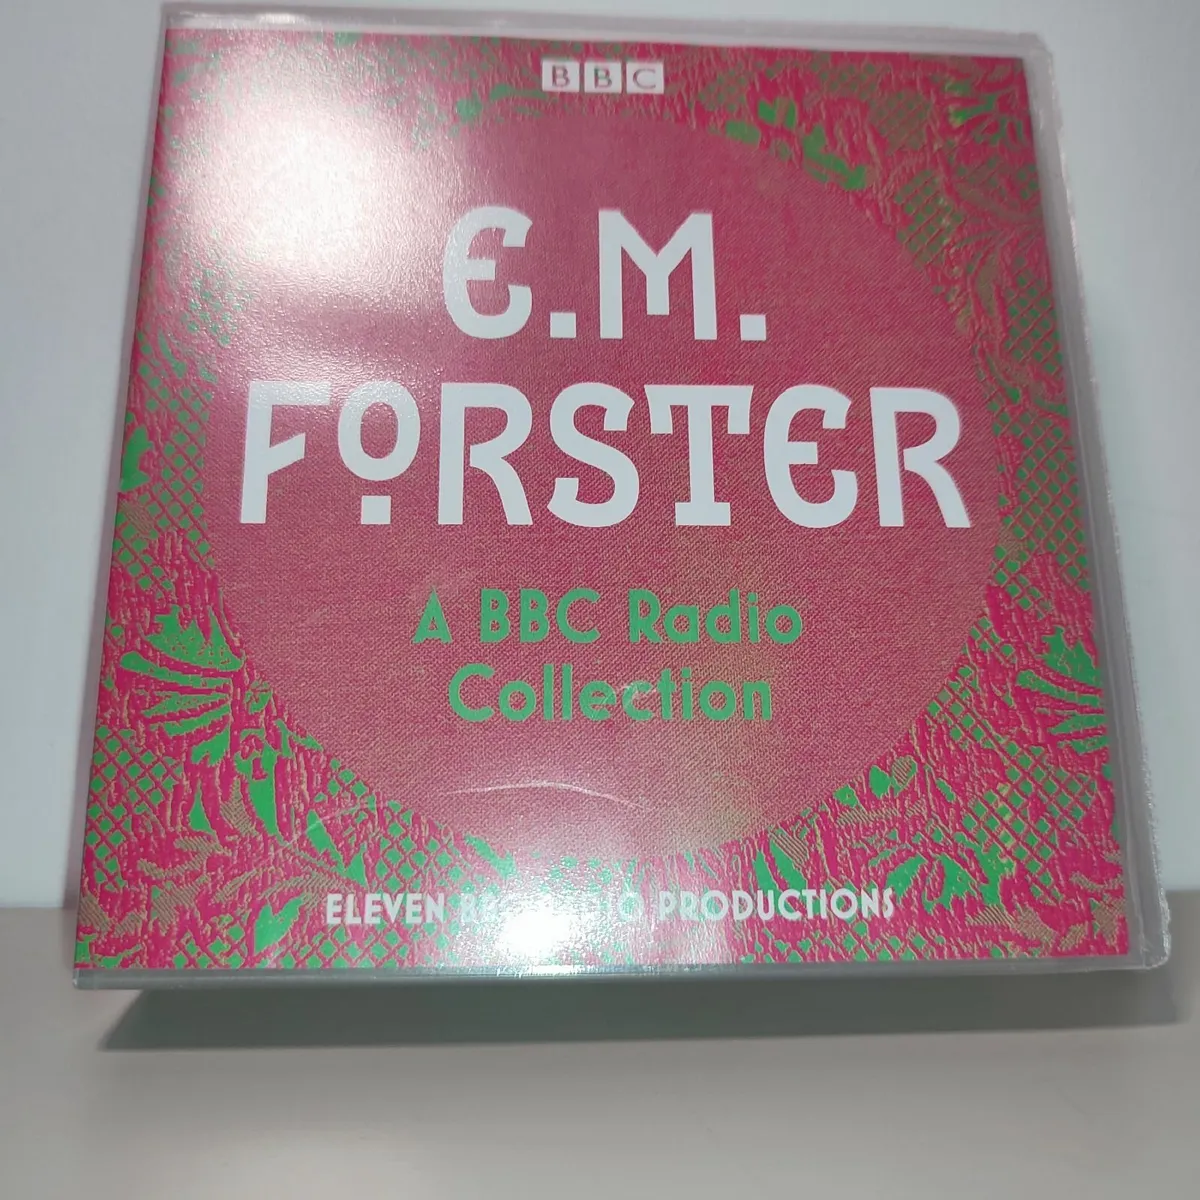 BBC
E.M.
FORSTER
A BBC Radio
Collection
ELEVEN PRODUCTIONS